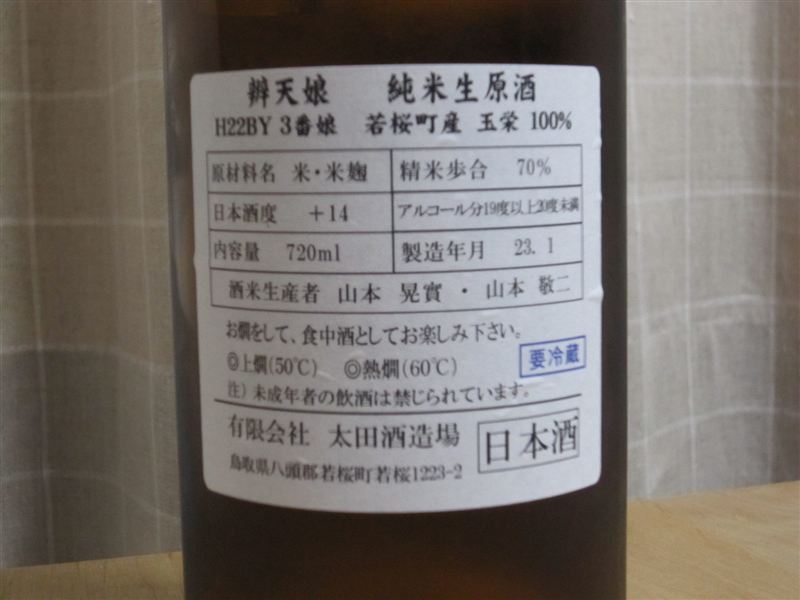 辨天娘 純米生原酒
H22BY 3番娘 若桜町産 玉栄 100%
原材料名 米・米麹 精米歩合 70%
日本酒度 +14 アルコール分19度以上20度未満
内容量 720ml 製造年月 23. 1
酒米生産者 山本 晃實 ・ 山本 敬二
お燗をして、食中酒としてお楽しみ下さい。
◎上燗(50℃) ◎熱燗(60℃) 要冷蔵
注) 未成年者の飲酒は禁じられています。
有限会社 太田酒造場 日本酒
鳥取県八頭郡若桜町若桜1223-2